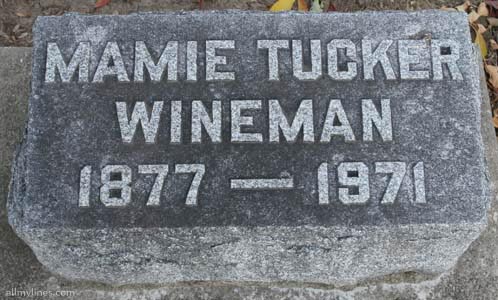 MAMIE TUCKER
WINEMAN
1877 – 1971
allmylines.com